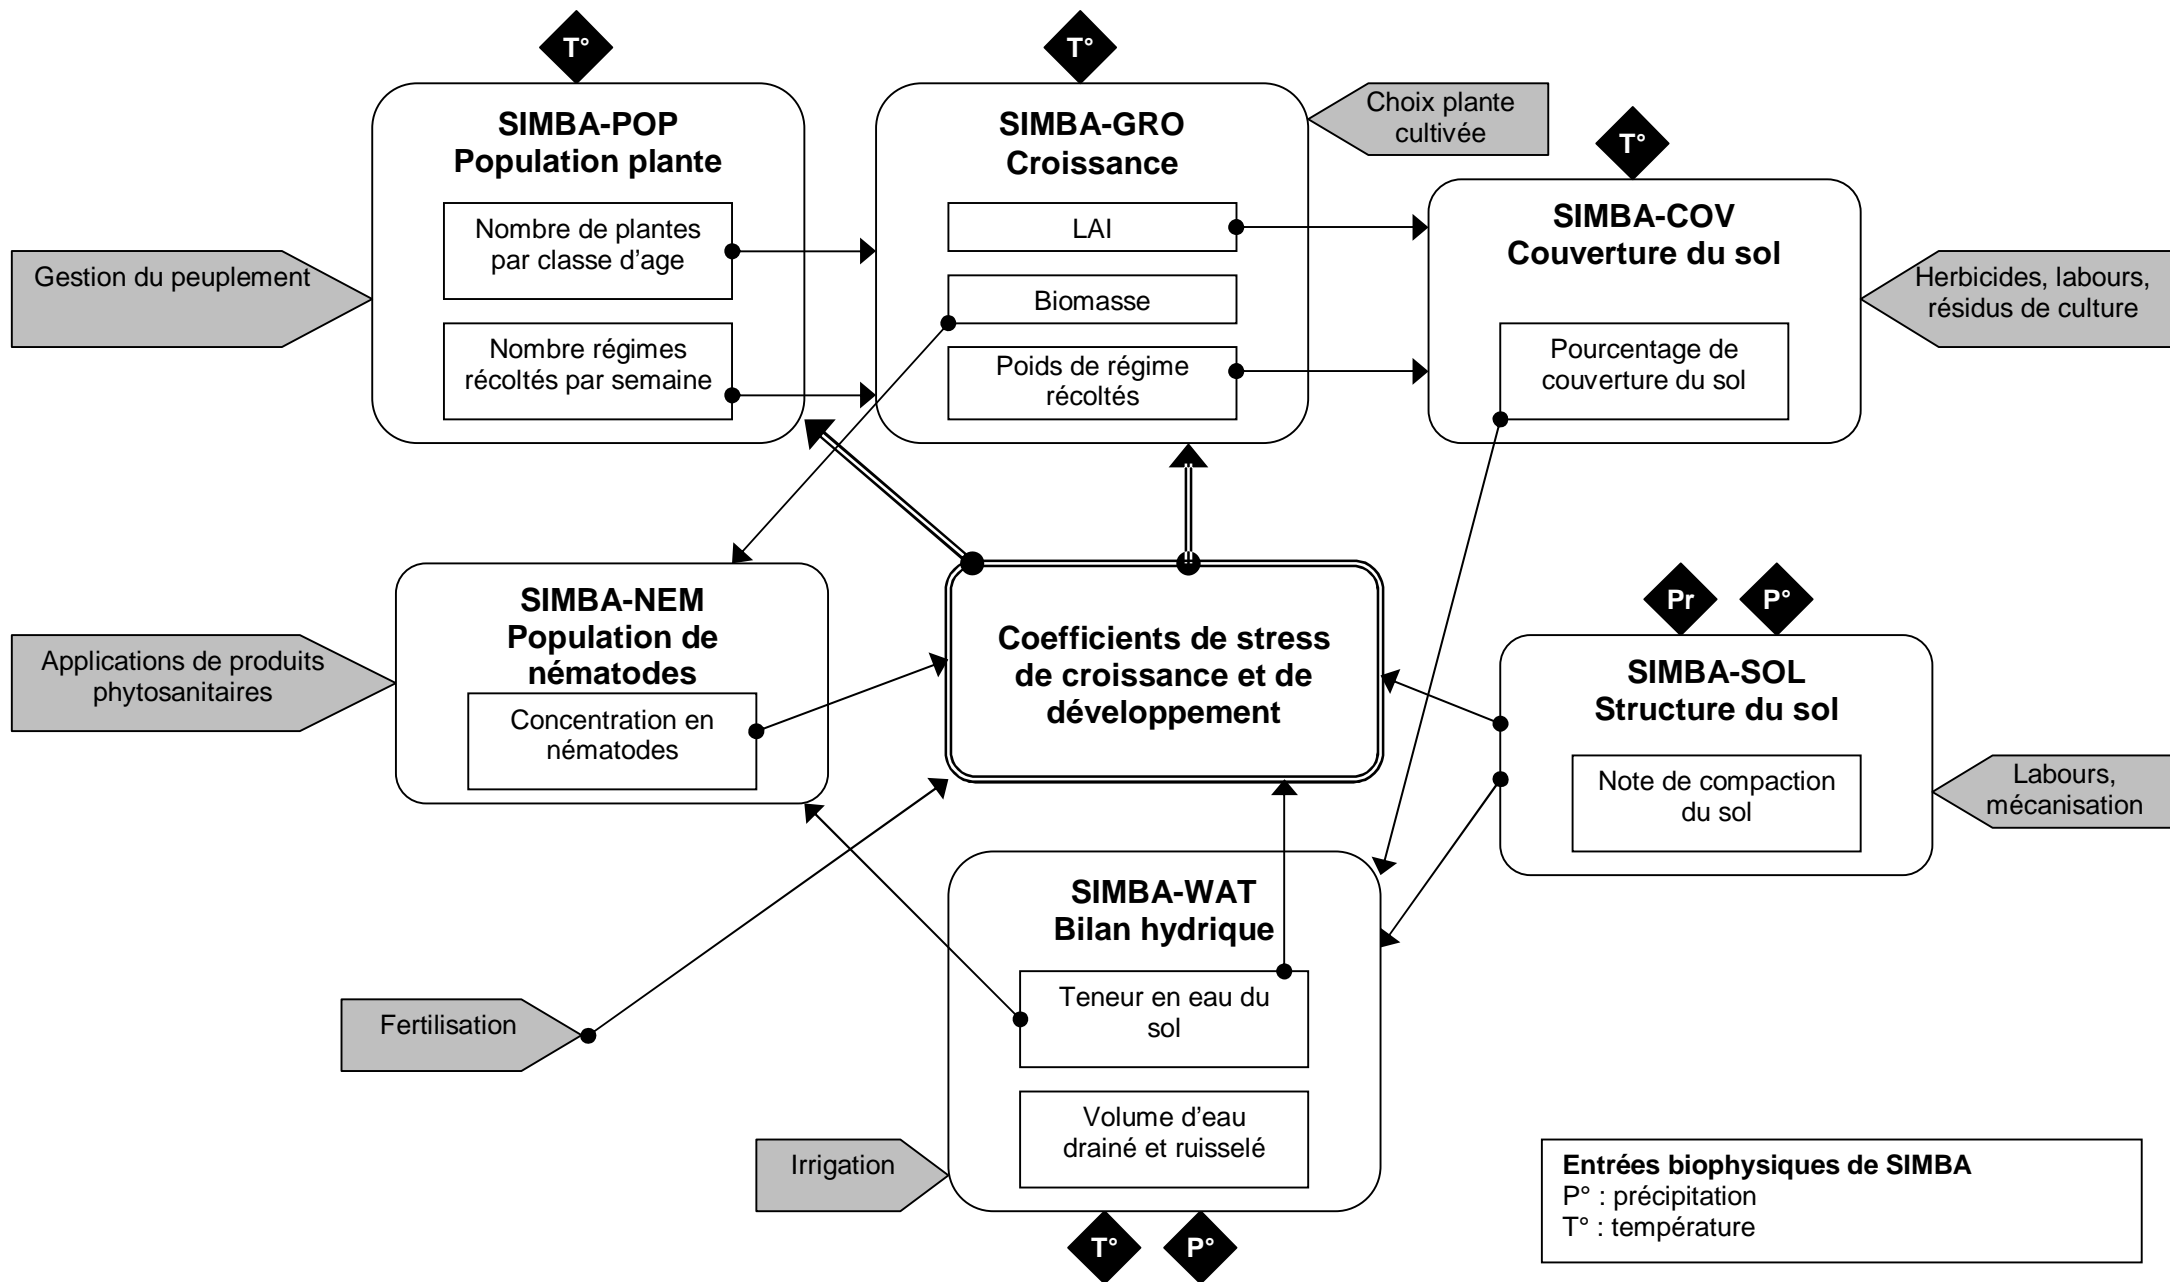 T°
T°
SIMBA-POP
Population plante
Nombre de plantes
par classe d'age
Nombre régimes
récoltés par semaine
SIMBA-GRO
Croissance
LAI
Biomasse
Poids de régime
récoltés
Choix plante
cultivée
T°
SIMBA-COV
Couverture du sol
Pourcentage de
couverture du sol
Gestion du peuplement
Herbicides, labours,
résidus de culture
SIMBA-NEM
Population de
nématodes
Concentration en
nématodes
Applications de produits
phytosanitaires
Coefficients de stress
de croissance et de
développement
Pr
P°
SIMBA-SOL
Structure du sol
Note de compaction
du sol
Labours,
mécanisation
SIMBA-WAT
Bilan hydrique
Teneur en eau du
sol
Volume d'eau
drainé et ruisselé
Fertilisation
Irrigation
T°
P°
Entrées biophysiques de SIMBA
P° : précipitation
T° : température